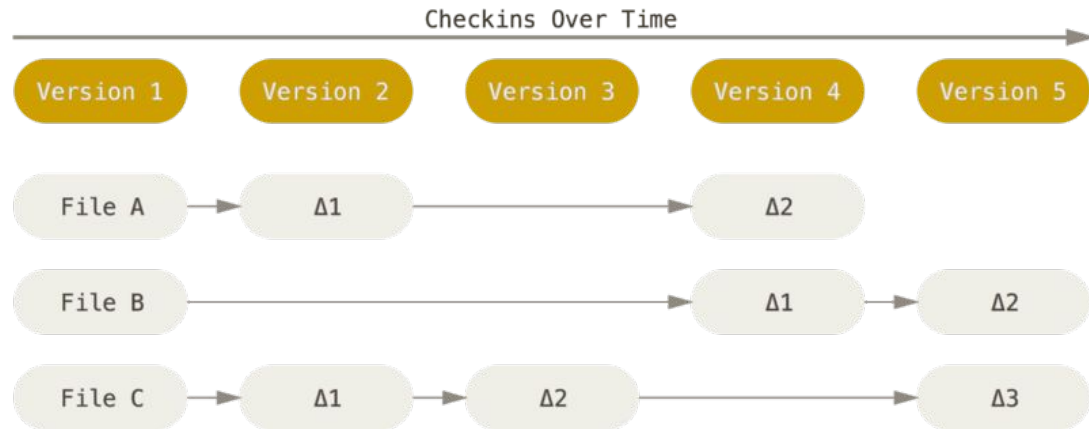 Checkins Over Time
Version 1 Version 2 Version 3 Version 4 Version 5
File A Δ1 Δ2
File B Δ1 Δ2
File C Δ1 Δ2 Δ3